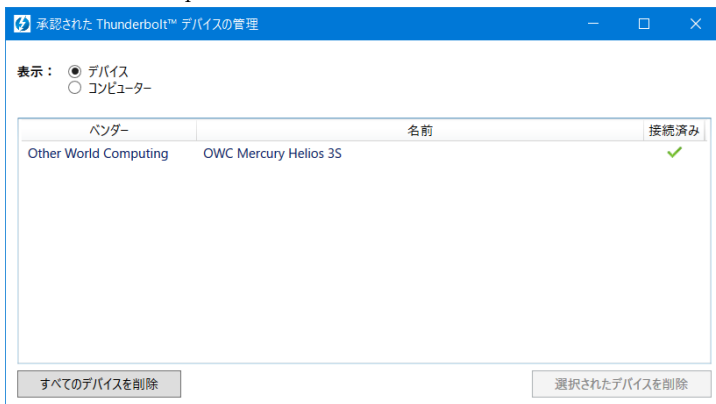 承認された Thunderbolt™ デバイスの管理
表示： デバイス
コンピューター
ベンダー 名前 接続済み
Other World Computing OWC Mercury Helios 3S
すべてのデバイスを削除 選択されたデバイスを削除